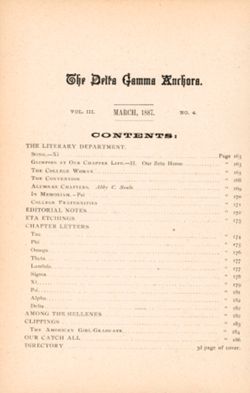 The Delta Gamma Anchora.
VOL. III. MARCH, 1887. NO. 4.
CONTENTS:
THE LITERARY DEPARTMENT.
SONG.—Xi Page 163
GLIMPSES AT OUR CHAPTER LIFE.—II. Our Zeta Home " 163
THE COLLEGE WOMAN " 165
THE CONVENTION " 168
ALUMNAE CHAPTERS. Abby C. Seals " 169
IN MEMORIAM.—Psi " 170
COLLEGE FRATERNITIES " 171
EDITORIAL NOTES " 172
ETA ETCHINGS " 173
CHAPTER LETTERS
Tau " 174
Phi " 175
Omega " 176
Theta " 177
Lambda " 177
Sigma " 178
Xi " 179
Psi " 181
Alpha " 182
Delta " 182
AMONG THE HELLENES " 182
CLIPPINGS " 183
THE AMERICAN GIRL-GRADUATE " 184
OUR CATCH ALL " 186
DIRECTORY 3d page of cover.